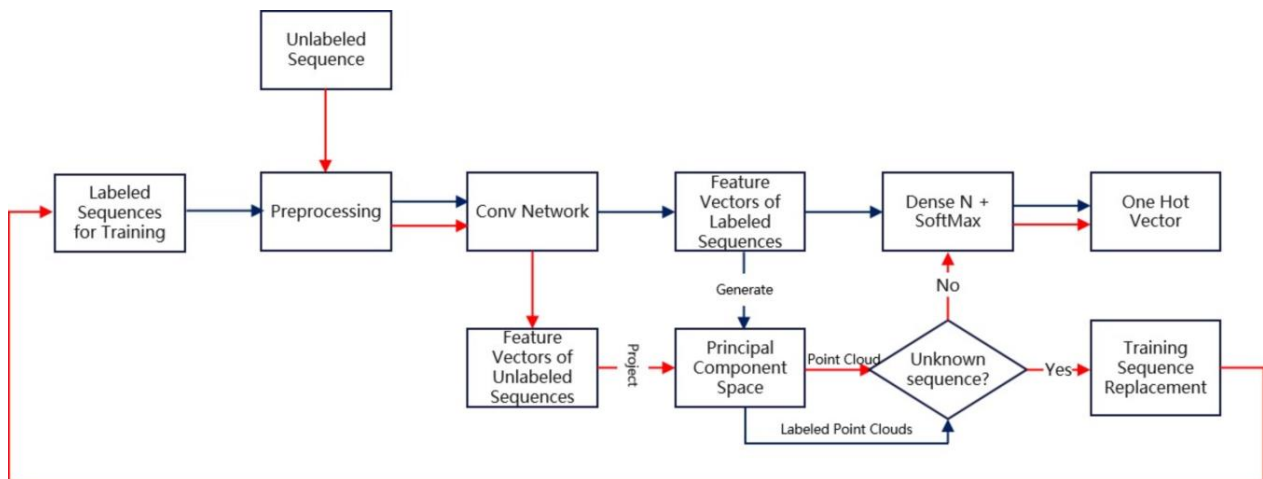 Unlabeled
Sequence
Labeled
Sequences
for Training
Preprocessing
Conv Network
Feature
Vectors of
Labeled
Sequences
Dense N +
SoftMax
One Hot
Vector
Generate
No
Feature
Vectors of
Unlabeled
Sequences
Project
Principal
Component
Space
Point Cloud
Unknown
sequence?
Yes
Training
Sequence
Replacement
Labeled Point Clouds